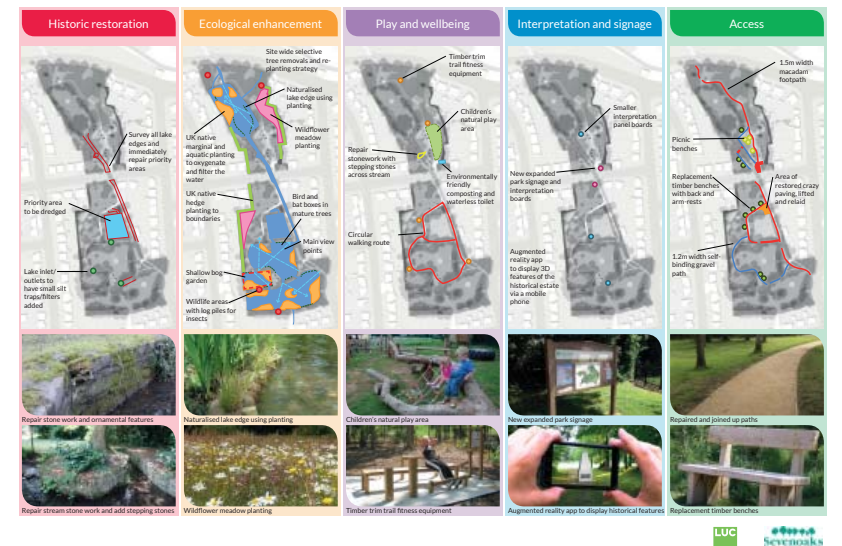 Historic restoration
Survey all lake
edges and
immediately
repair priority
areas
Priority area
to be dredged
Lake inlet/
outlets to
have small silt
traps/filters
added
Repair stone work and ornamental features
Repair stream stone work and add stepping stones
Ecological enhancement
Site wide selective
tree removals and re-
planting strategy
Naturalised
lake edge using
planting
Wildflower
meadow
planting
UK native
marginal and
aquatic planting
to oxygenate
and filter the
water
UK native
hedge
planting to
boundaries
Bird and
bat boxes in
mature trees
Main view
points
Shallow bog
garden
Wildlife areas
with log piles for
insects
Naturalised lake edge using planting
Wildflower meadow planting
Play and wellbeing
Timber trim
trail fitness
equipment
Children's
natural play
area
Repair
stonework with
stepping stones
across stream
Environmentally
friendly
composting and
waterless toilet
Circular
walking route
Children's natural play area
Timber trim trail fitness equipment
Interpretation and signage
Smaller
interpretation
panel boards
New expanded
park signage and
interpretation
boards
Augmented
reality app
to display 3D
features of the
historical estate
via a mobile
phone
New expanded park signage
Augmented reality app to display historical features
Access
1.5m width
macadam
footpath
Picnic
benches
Replacement
timber benches
with back and
arm-rests
Area of
restored crazy
paving, lifted
and relaid
1.2m width self-
binding gravel
path
Repaired and joined up paths
Replacement timber benches
LUC
Sevenoaks